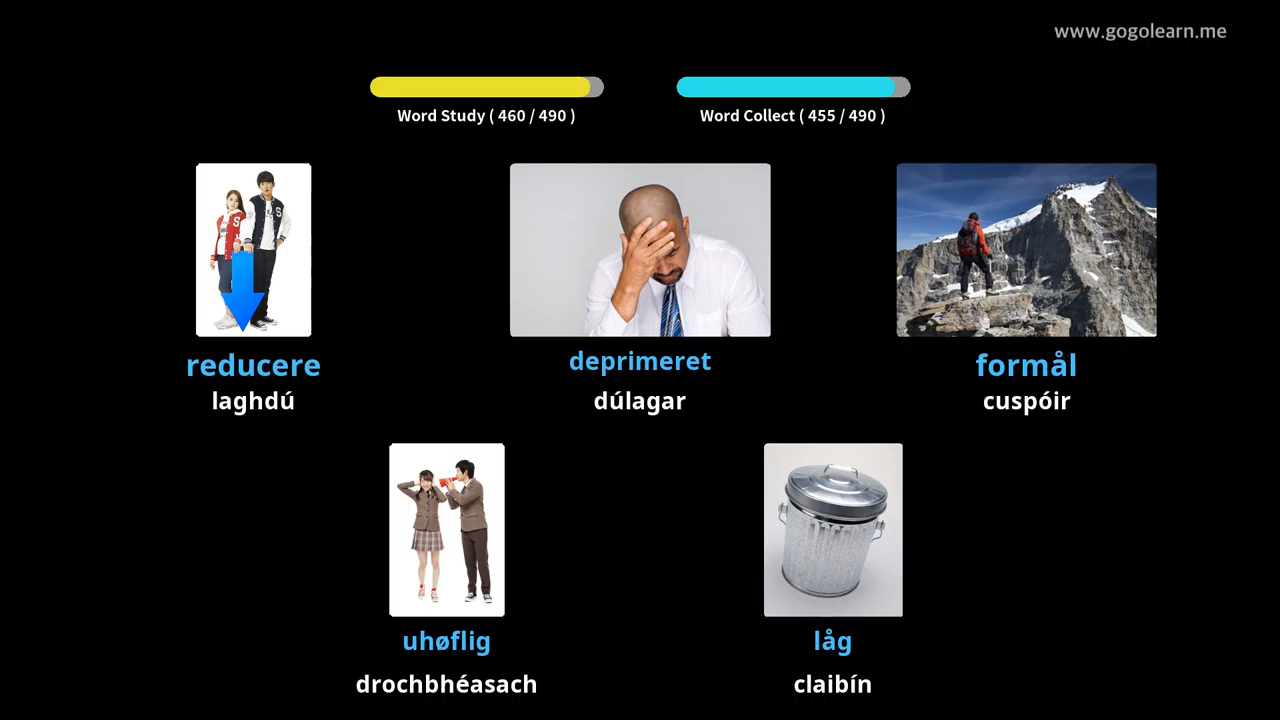 www.gogolearn.me
Word Study ( 460 / 490 )
Word Collect ( 455 / 490 )
reducere
laghdú
deprimeret
dúlagar
formål
cuspóir
uhøflig
drochbhéasach
låg
claibín